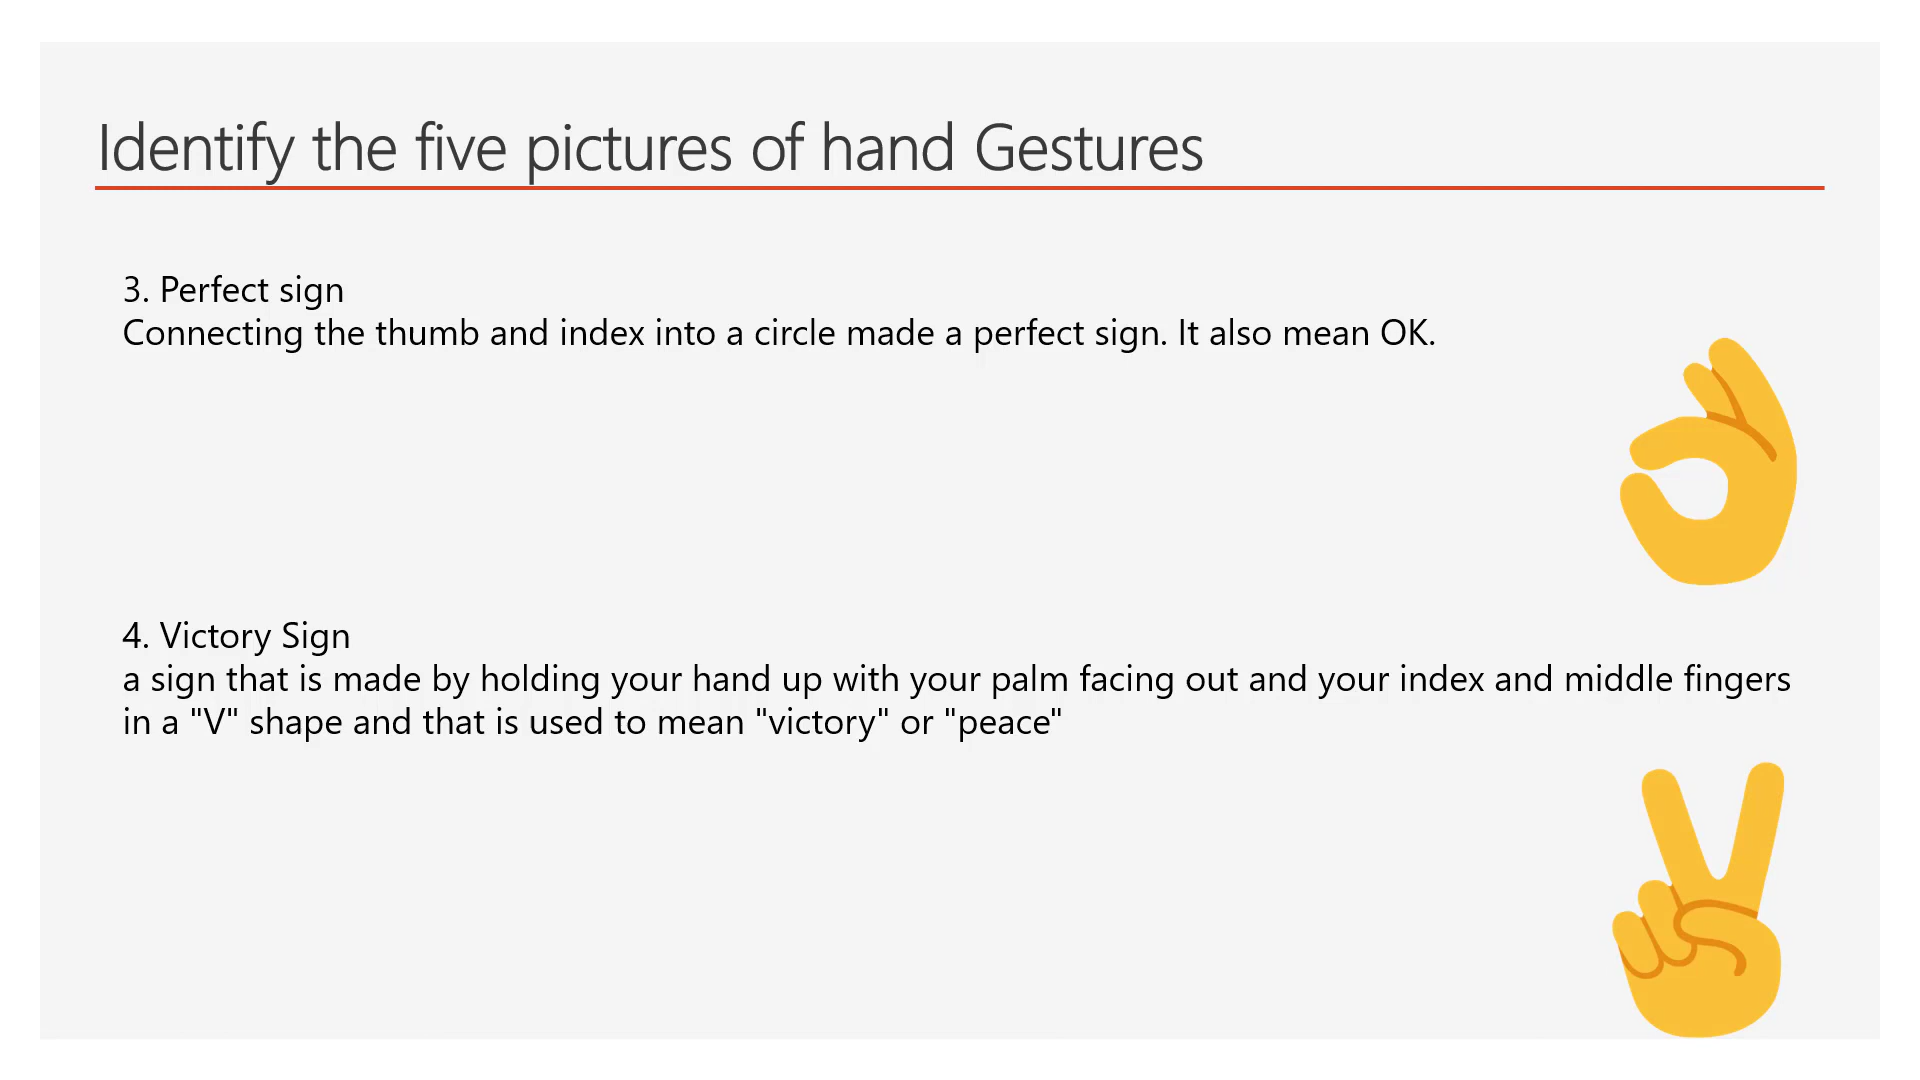 Identify the five pictures of hand Gestures
3. Perfect sign
Connecting the thumb and index into a circle made a perfect sign. It also mean OK.
4. Victory Sign
a sign that is made by holding your hand up with your palm facing out and your index and middle fingers
in a "V" shape and that is used to mean "victory" or "peace"